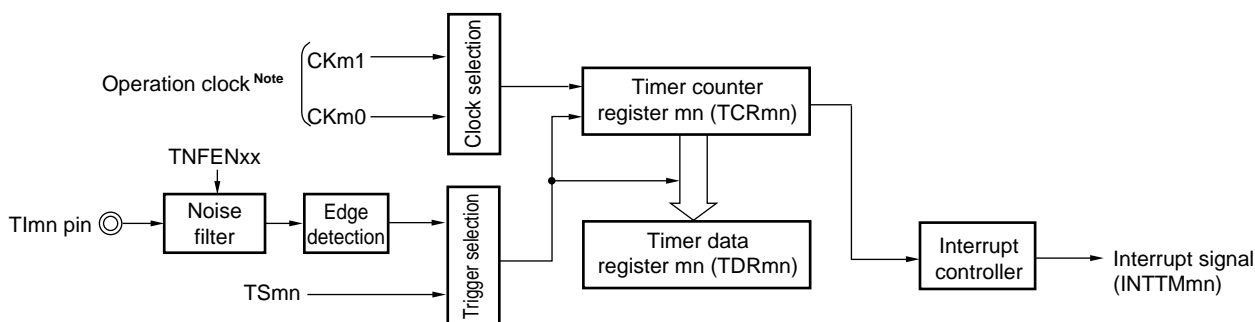 Operation clock Note
CKm1
CKm0
Clock selection
Timer counter
register mn (TCRmn)
TNFENxx
TImn pin
Noise
filter
Edge
detection
TSmn
Trigger selection
Timer data
register mn (TDRmn)
Interrupt
controller
Interrupt signal
(INTTMmn)